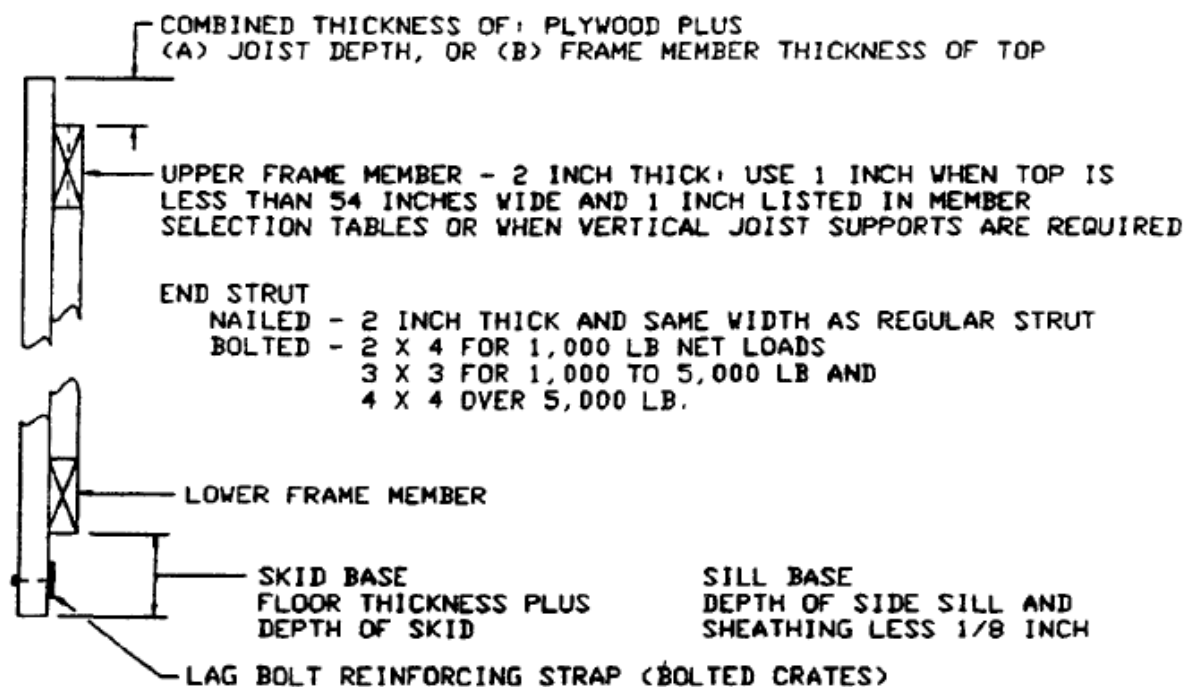 COMBINED THICKNESS OF: PLYWOOD PLUS
(A) JOIST DEPTH, OR (B) FRAME MEMBER THICKNESS OF TOP
UPPER FRAME MEMBER - 2 INCH THICK: USE 1 INCH WHEN TOP IS
LESS THAN 54 INCHES WIDE AND 1 INCH LISTED IN MEMBER
SELECTION TABLES OR WHEN VERTICAL JOIST SUPPORTS ARE REQUIRED
END STRUT
NAILED - 2 INCH THICK AND SAME WIDTH AS REGULAR STRUT
BOLTED - 2 X 4 FOR 1,000 LB NET LOADS
3 X 3 FOR 1,000 TO 5,000 LB AND
4 X 4 OVER 5,000 LB.
LOWER FRAME MEMBER
SKID BASE
FLOOR THICKNESS PLUS
DEPTH OF SKID
SILL BASE
DEPTH OF SIDE SILL AND
SHEATHING LESS 1/8 INCH
LAG BOLT REINFORCING STRAP (BOLTED CRATES)